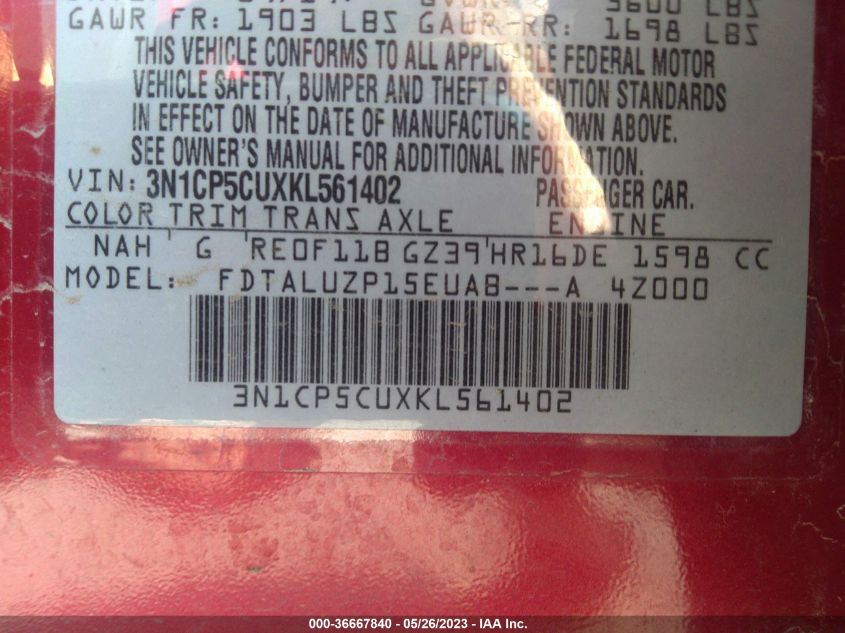 GAWR FR: 1903 LBS GAWR-RR: 1698 LBS
THIS VEHICLE CONFORMS TO ALL APPLICABLE FEDERAL MOTOR
VEHICLE SAFETY, BUMPER AND THEFT PREVENTION STANDARDS
IN EFFECT ON THE DATE OF MANUFACTURE SHOWN ABOVE.
SEE OWNER'S MANUAL FOR ADDITIONAL INFORMATION.
VIN: 3N1CP5CUXKL561402 PASSENGER CAR.
COLOR TRIM TRANS AXLE ENGINE
NAH G RE0F11B GZ39 HR16DE 1598 CC
MODEL: FDTALUZP15EUA8---A 4Z000
3N1CP5CUXKL561402
000-36667840 - 05/26/2023 - IAA Inc.